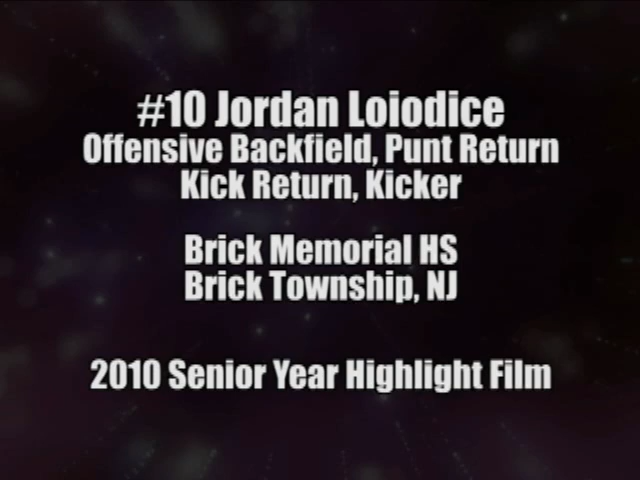 #10 Jordan Loiodice
Offensive Backfield, Punt Return
Kick Return, Kicker
Brick Memorial HS
Brick Township, NJ
2010 Senior Year Highlight Film